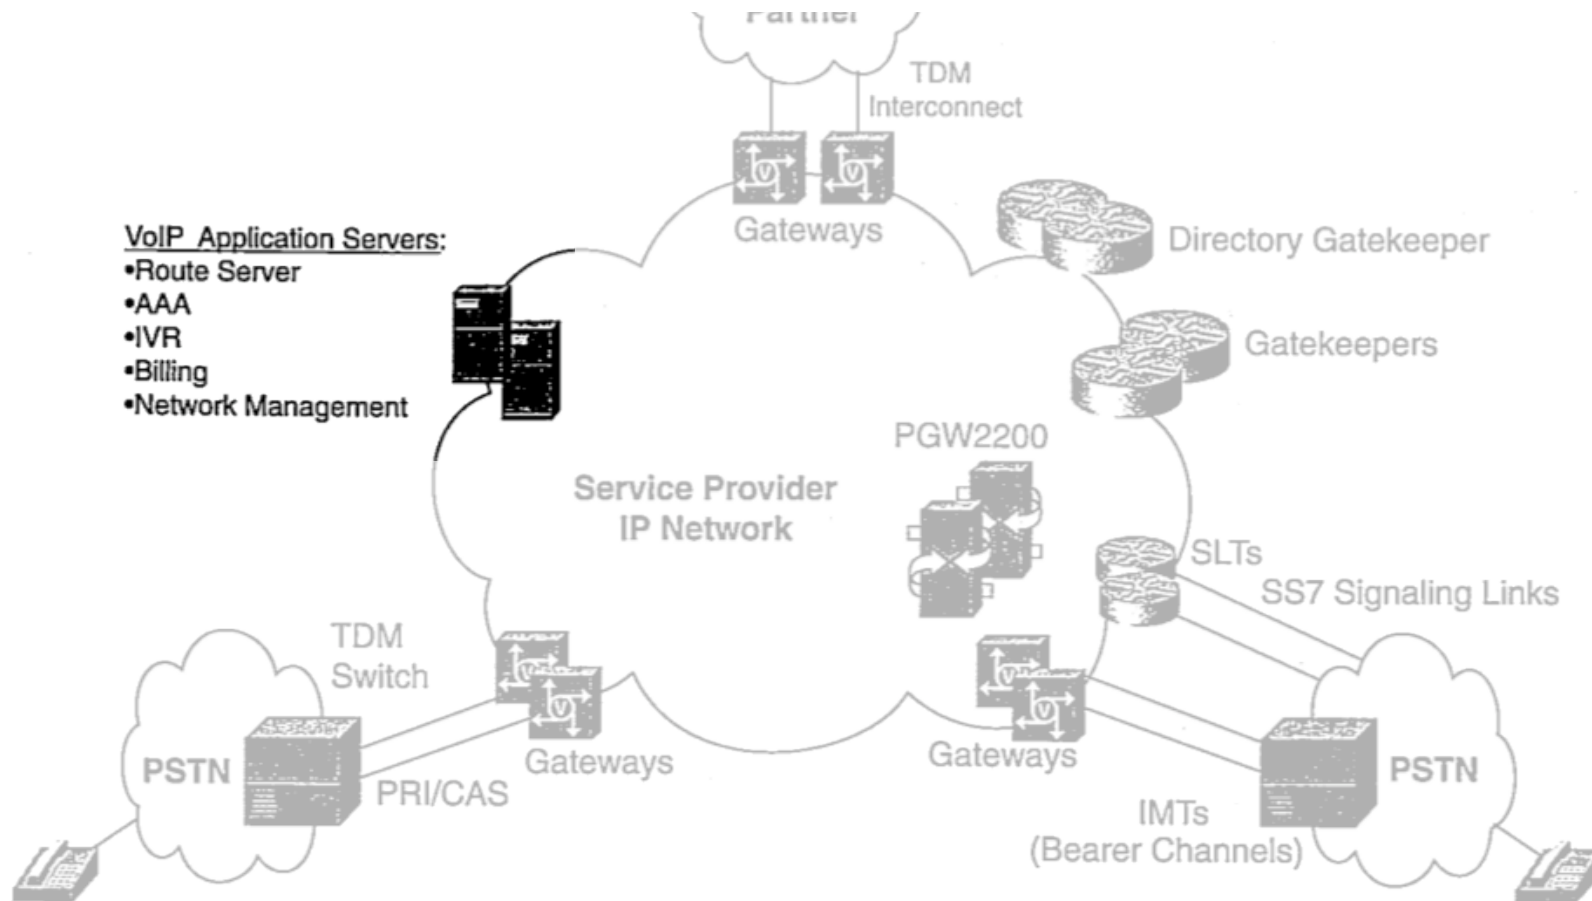 Partner
TDM
Interconnect
Gateways
Directory Gatekeeper
VoIP Application Servers:
•Route Server
•AAA
•IVR
•Billing
•Network Management
Gatekeepers
PGW2200
Service Provider
IP Network
SLTs
SS7 Signaling Links
TDM
Switch
V
V
V
V
V
V
Gateways
Gateways
PSTN
PRI/CAS
PSTN
IMTs
(Bearer Channels)